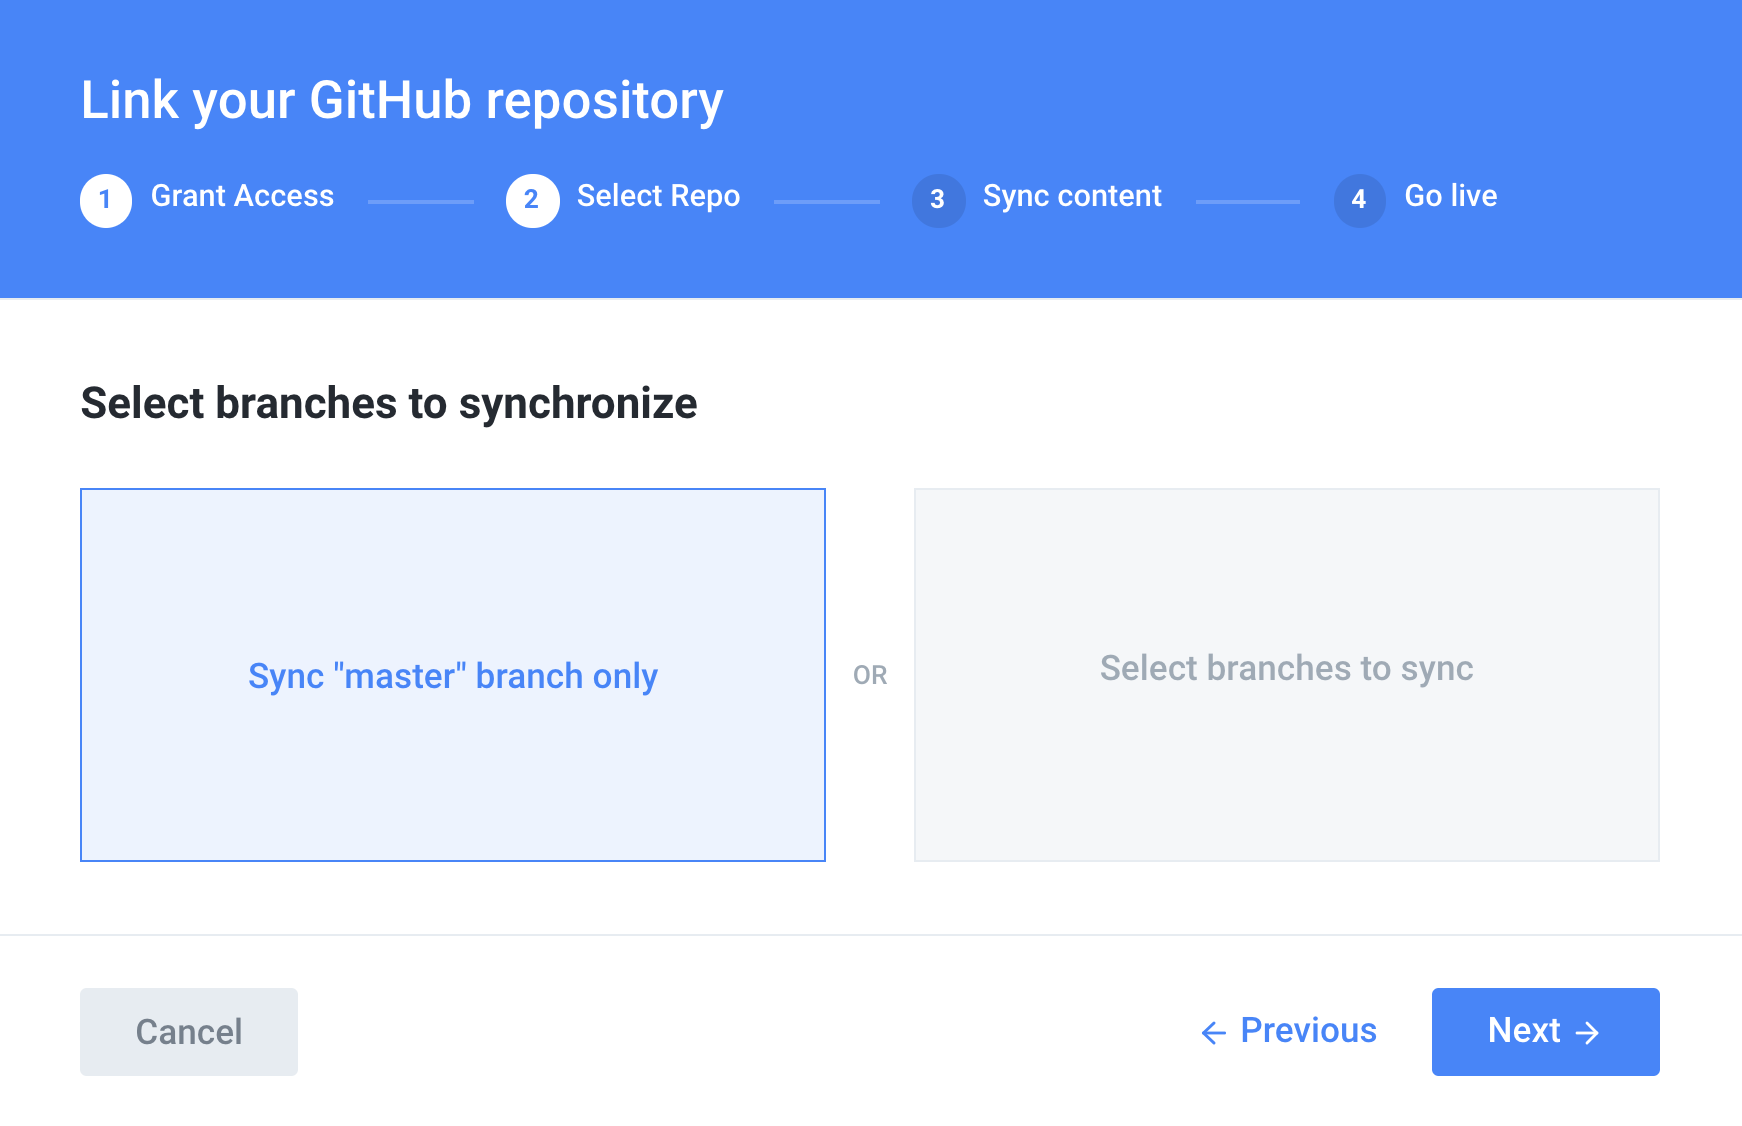 Link your GitHub repository
1 Grant Access 2 Select Repo 3 Sync content 4 Go live
Select branches to synchronize
Sync "master" branch only OR Select branches to sync
Cancel ← Previous Next →